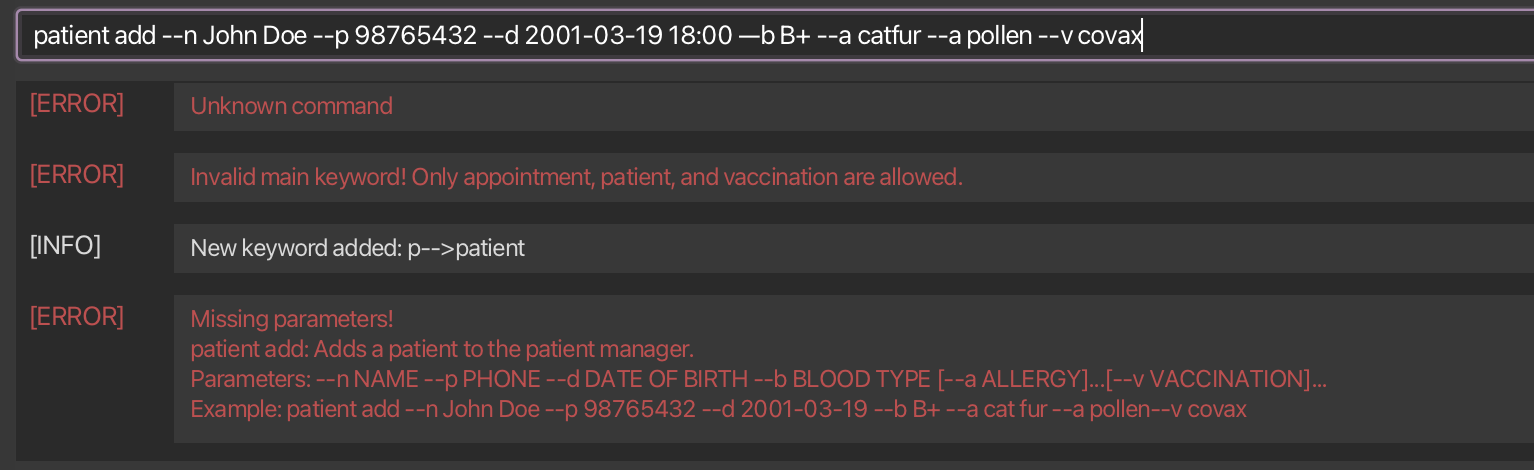 patient add --n John Doe --p 98765432 --d 2001-03-19 18:00 —b B+ --a catfur --a pollen --v covax
[ERROR] Unknown command
[ERROR] Invalid main keyword! Only appointment, patient, and vaccination are allowed.
[INFO] New keyword added: p-->patient
[ERROR] Missing parameters!
patient add: Adds a patient to the patient manager.
Parameters: --n NAME --p PHONE --d DATE OF BIRTH --b BLOOD TYPE [--a ALLERGY]...[--v VACCINATION]...
Example: patient add --n John Doe --p 98765432 --d 2001-03-19 --b B+ --a cat fur --a pollen--v covax